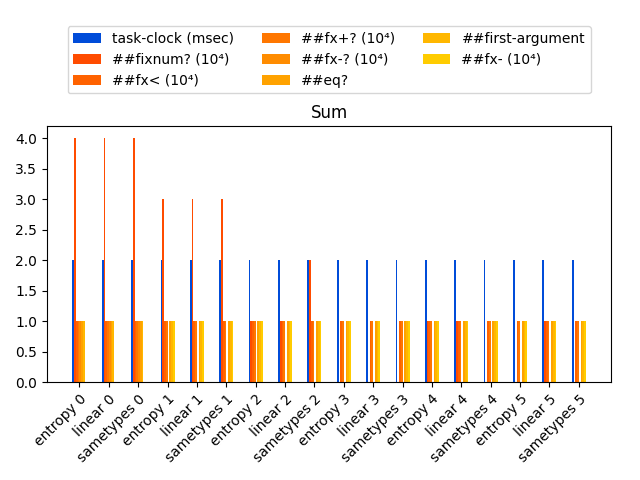 task-clock (msec) ##fx+? (10⁴) ##first-argument
##fixnum? (10⁴) ##fx-? (10⁴) ##fx- (10⁴)
##fx< (10⁴) ##eq?
Sum
4.0
3.5
3.0
2.5
2.0
1.5
1.0
0.5
0.0
entropy 0
linear 0
sametypes 0
entropy 1
linear 1
sametypes 1
entropy 2
linear 2
sametypes 2
entropy 3
linear 3
sametypes 3
entropy 4
linear 4
sametypes 4
entropy 5
linear 5
sametypes 5